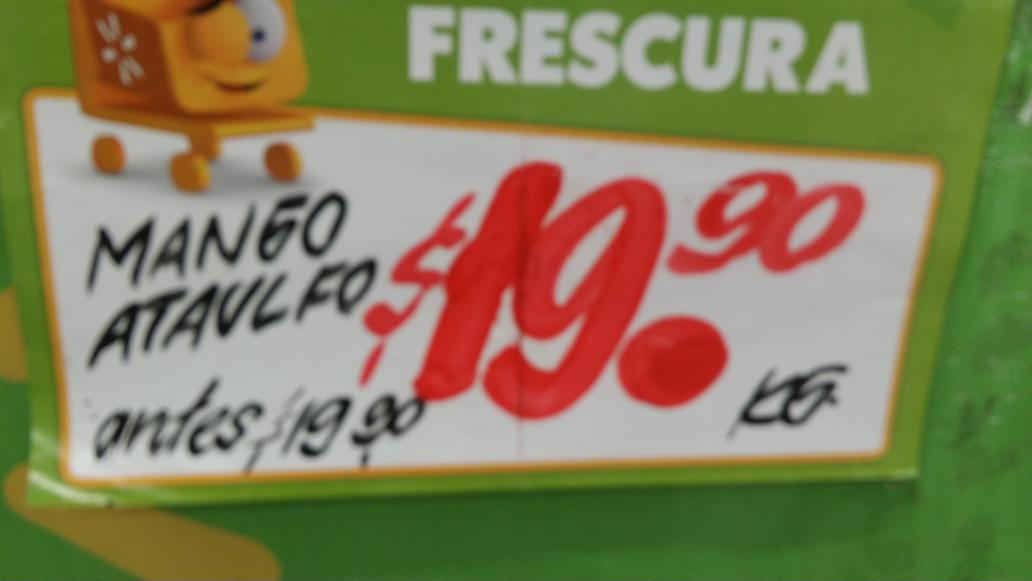 FRESCURA
MANGO
ATAULFO
$19.90
antes $19.90
KG.